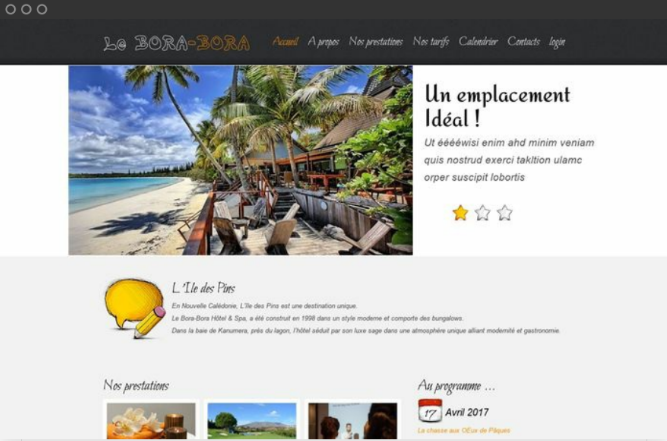 Le BORA-BORA
Accueil A propos Nos prestations Nos tarifs Calendrier Contacts login
Un emplacement
Idéal !
Ut éééèwisi enim ahd minim veniam
quis nostrud exerci takltion ulamc
orper suscipit lobortis
L'Ile des Pins
En Nouvelle Calédonie, L'Ile des Pins est une destination unique.
Le Bora-Bora Hôtel & Spa, a été construit en 1998 dans un style moderne et comporte des bungalows.
Dans la baie de Kanumera, près du lagon, l'hôtel séduit par son luxe sage dans une atmosphère unique alliant modernité et gastronomie.
Nos prestations
Au programme ...
17 Avril 2017
La chasse aux OEux de Pâques